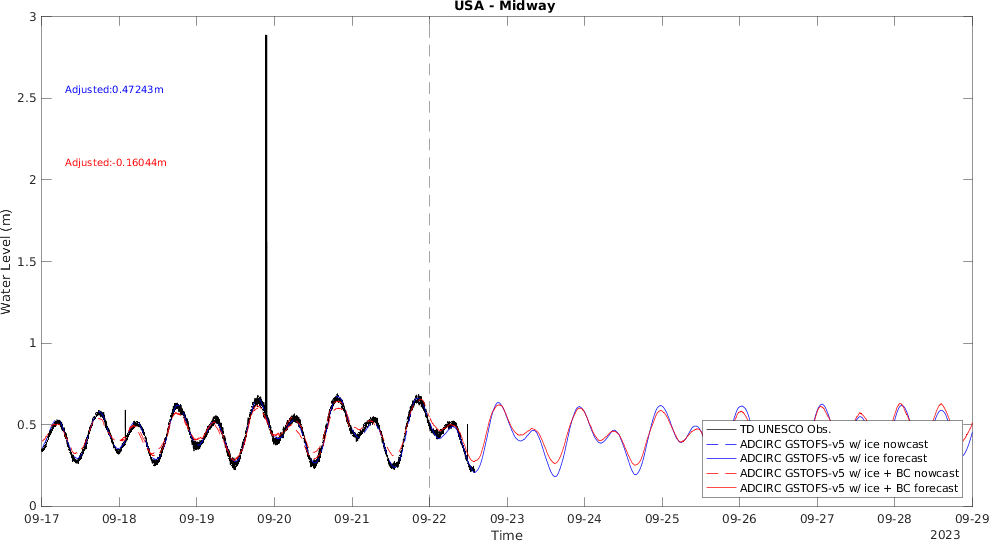 USA - Midway
3
2.5
2
1.5
1
0.5
0
Water Level (m)
Adjusted:0.47243m
Adjusted:-0.16044m
TD UNESCO Obs.
ADCIRC GSTOFS-v5 w/ ice nowcast
ADCIRC GSTOFS-v5 w/ ice forecast
ADCIRC GSTOFS-v5 w/ ice + BC nowcast
ADCIRC GSTOFS-v5 w/ ice + BC forecast
09-17 09-18 09-19 09-20 09-21 09-22 09-23 09-24 09-25 09-26 09-27 09-28 09-29
Time
2023